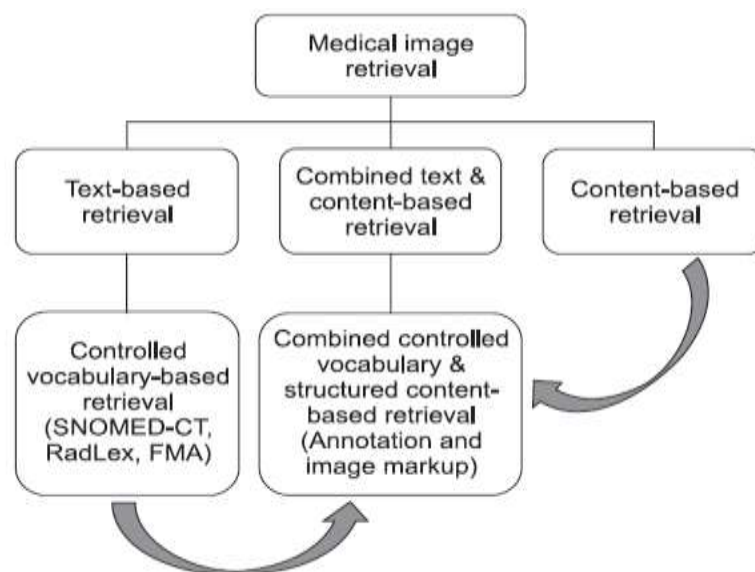 Medical image
retrieval
Text-based
retrieval
Combined text &
content-based
retrieval
Content-based
retrieval
Controlled
vocabulary-based
retrieval
(SNOMED-CT,
RadLex, FMA)
Combined controlled
vocabulary &
structured content-
based retrieval
(Annotation and
image markup)